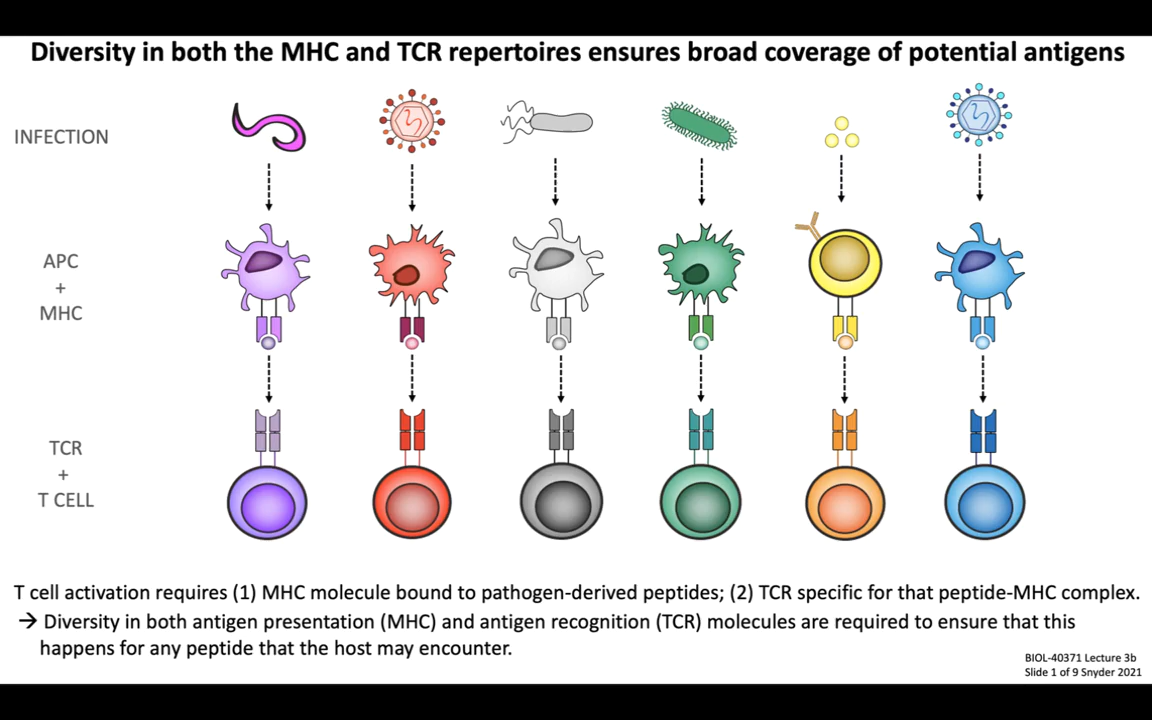 Diversity in both the MHC and TCR repertoires ensures broad coverage of potential antigens
INFECTION
APC
+
MHC
TCR
+
T CELL
T cell activation requires (1) MHC molecule bound to pathogen-derived peptides; (2) TCR specific for that peptide-MHC complex.
→ Diversity in both antigen presentation (MHC) and antigen recognition (TCR) molecules are required to ensure that this
happens for any peptide that the host may encounter.
BIOL-40371 Lecture 3b
Slide 1 of 9 Snyder 2021